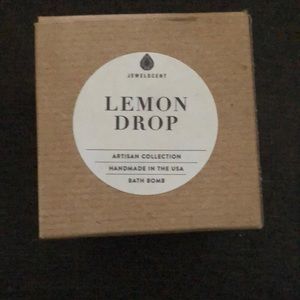 JEWELSCENT
LEMON
DROP
ARTISAN COLLECTION
HANDMADE IN THE USA
BATH BOMB